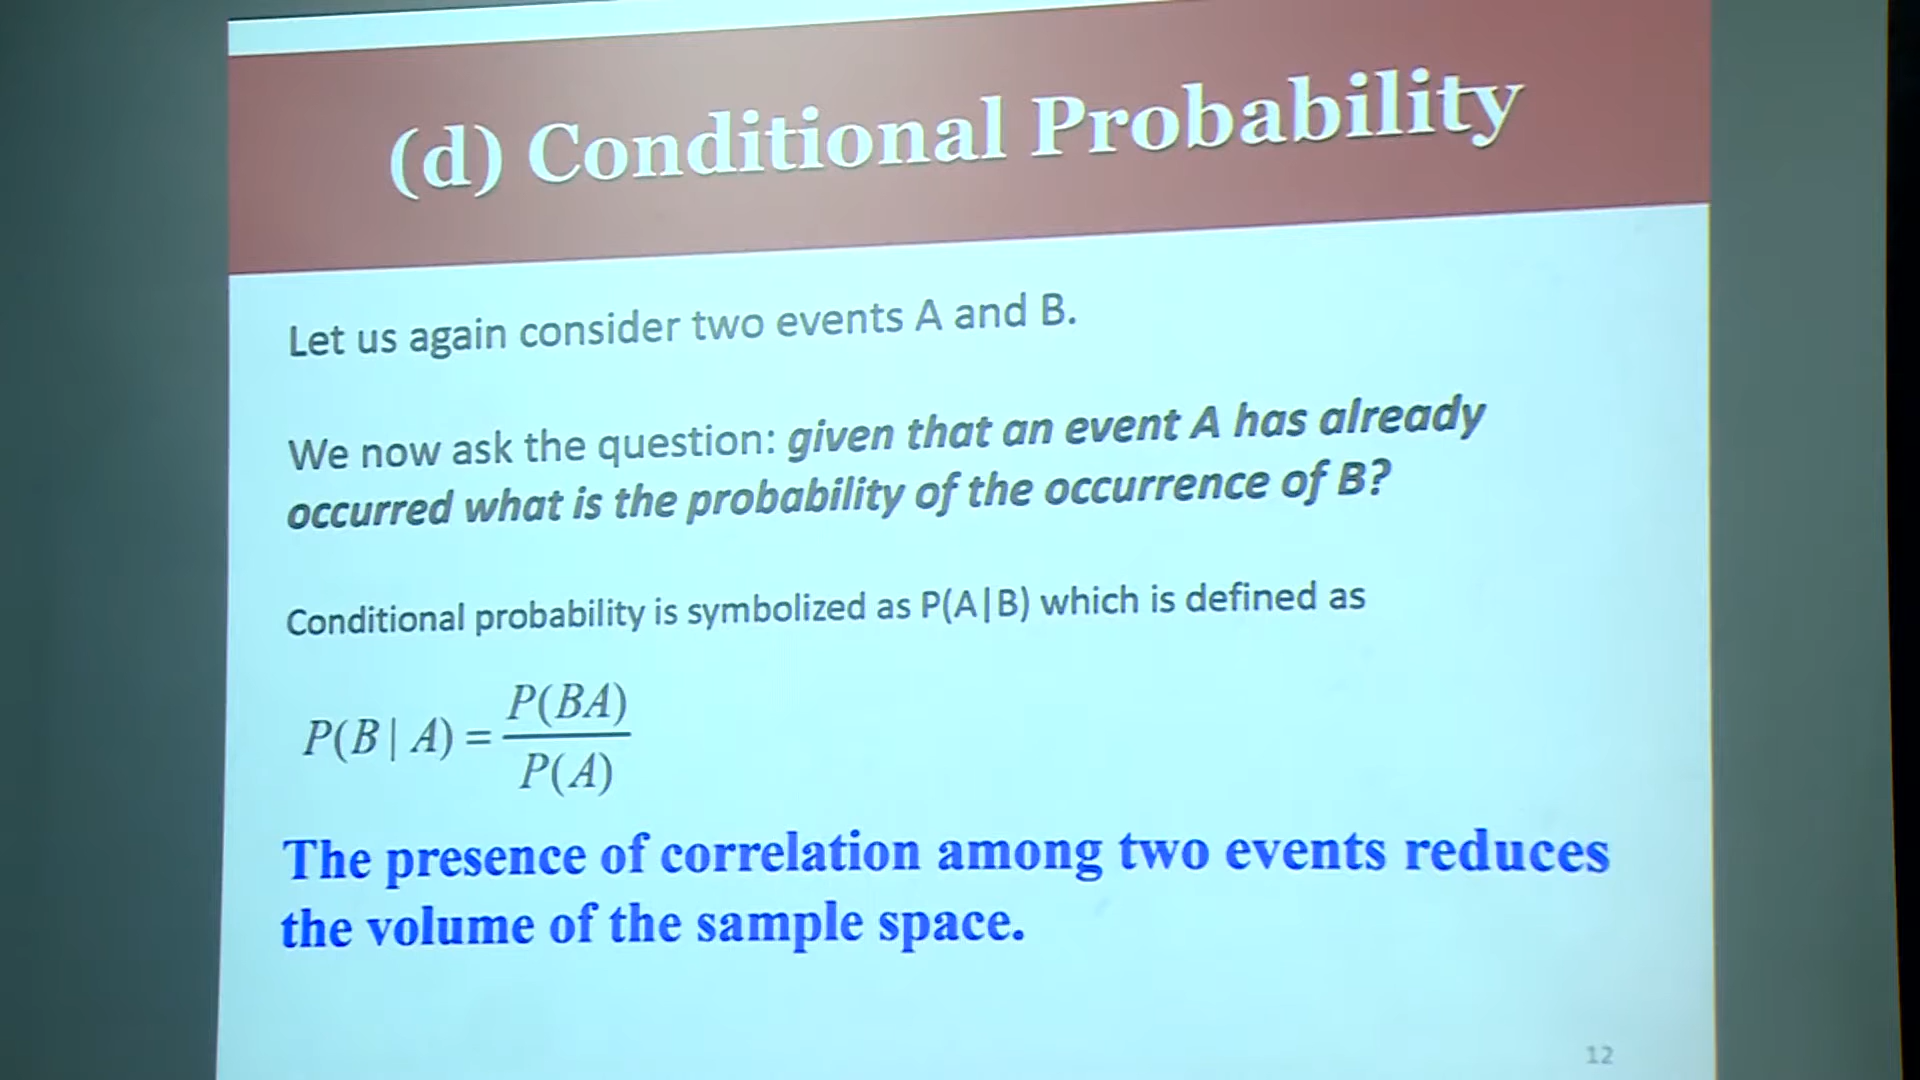 (d) Conditional Probability
Let us again consider two events A and B.
We now ask the question: given that an event A has already
occurred what is the probability of the occurrence of B?
Conditional probability is symbolized as P(A|B) which is defined as
P(B | A) = P(BA) / P(A)
The presence of correlation among two events reduces
the volume of the sample space.
12